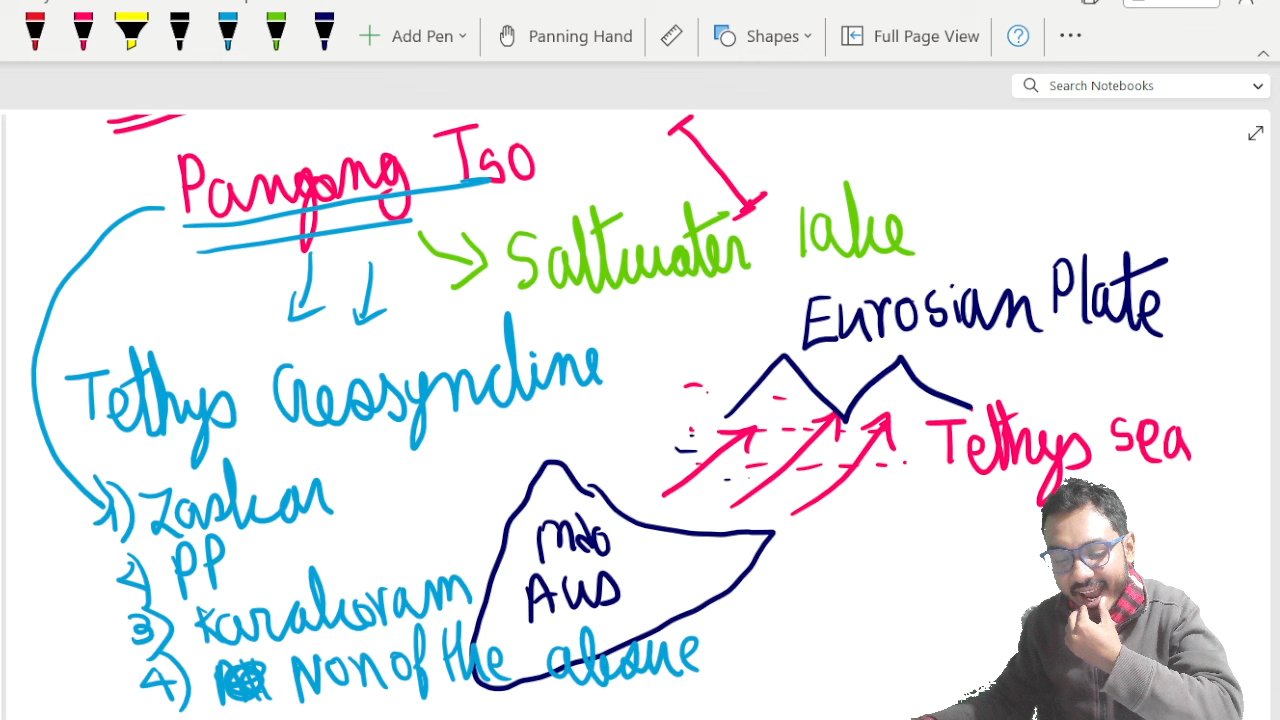 Add Pen
Panning Hand
Shapes
Full Page View
Search Notebooks
Pangong Tso
Saltwater lake
Eurosian Plate
Tethys Geosyncline
Tethys sea
1) Zaskar
Indo
2) PP
AUS
3) Karakoram
4) Non of the above